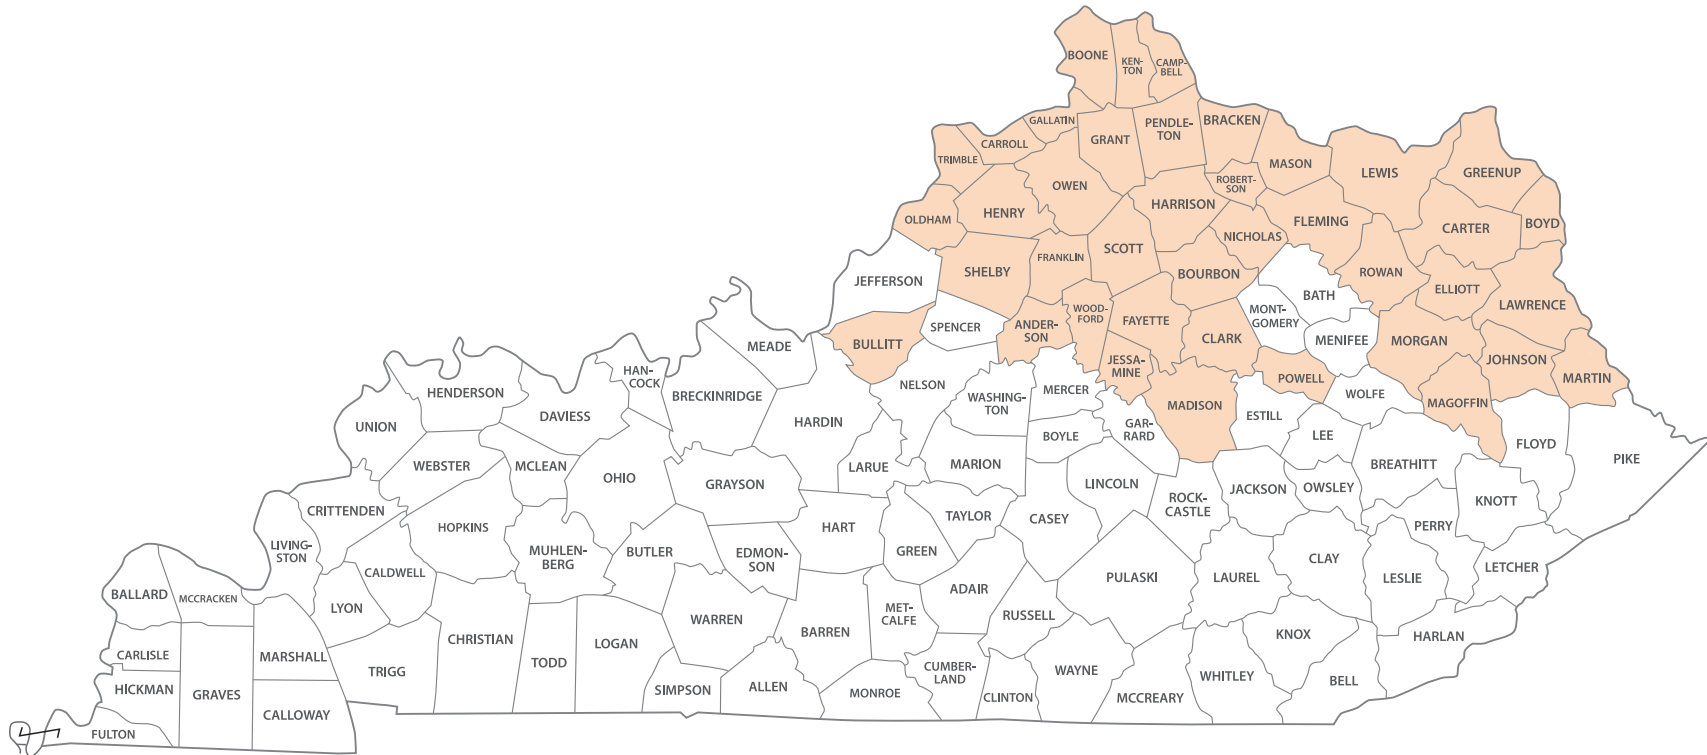 BOONE
KEN-
TON
CAMP-
BELL
GALLATIN
PENDLE-
TON
BRACKEN
GRANT
CARROLL
TRIMBLE
MASON
LEWIS
GREENUP
ROBERT-
SON
OWEN
HARRISON
HENRY
OLDHAM
FLEMING
CARTER
BOYD
NICHOLAS
SCOTT
FRANKLIN
SHELBY
BOURBON
ROWAN
JEFFERSON
ELLIOTT
BATH
LAWRENCE
WOOD-
FORD
MONT-
GOMERY
FAYETTE
ANDER-
SON
SPENCER
CLARK
MENIFEE
MORGAN
BULLITT
MEADE
JESSA-
MINE
JOHNSON
POWELL
MARTIN
HAN-
COCK
NELSON
MERCER
WOLFE
HENDERSON
BRECKINRIDGE
WASHING-
TON
MADISON
MAGOFFIN
DAVIESS
HARDIN
ESTILL
UNION
GAR-
RARD
BOYLE
LEE
FLOYD
PIKE
WEBSTER
MCLEAN
LARUE
MARION
BREATHITT
OHIO
GRAYSON
LINCOLN
JACKSON
OWSLEY
KNOTT
CRITTENDEN
ROCK-
CASTLE
TAYLOR
CASEY
HOPKINS
HART
PERRY
LIVING-
STON
MUHLEN-
BERG
BUTLER
EDMON-
SON
GREEN
CLAY
LETCHER
CALDWELL
PULASKI
LAUREL
LESLIE
BALLARD
MCCRACKEN
LYON
ADAIR
WARREN
MET-
CALFE
RUSSELL
BARREN
CHRISTIAN
LOGAN
KNOX
HARLAN
CARLISLE
MARSHALL
TODD
TRIGG
CUMBER-
LAND
WAYNE
WHITLEY
BELL
HICKMAN
GRAVES
SIMPSON
ALLEN
MONROE
CLINTON
MCCREARY
CALLOWAY
FULTON